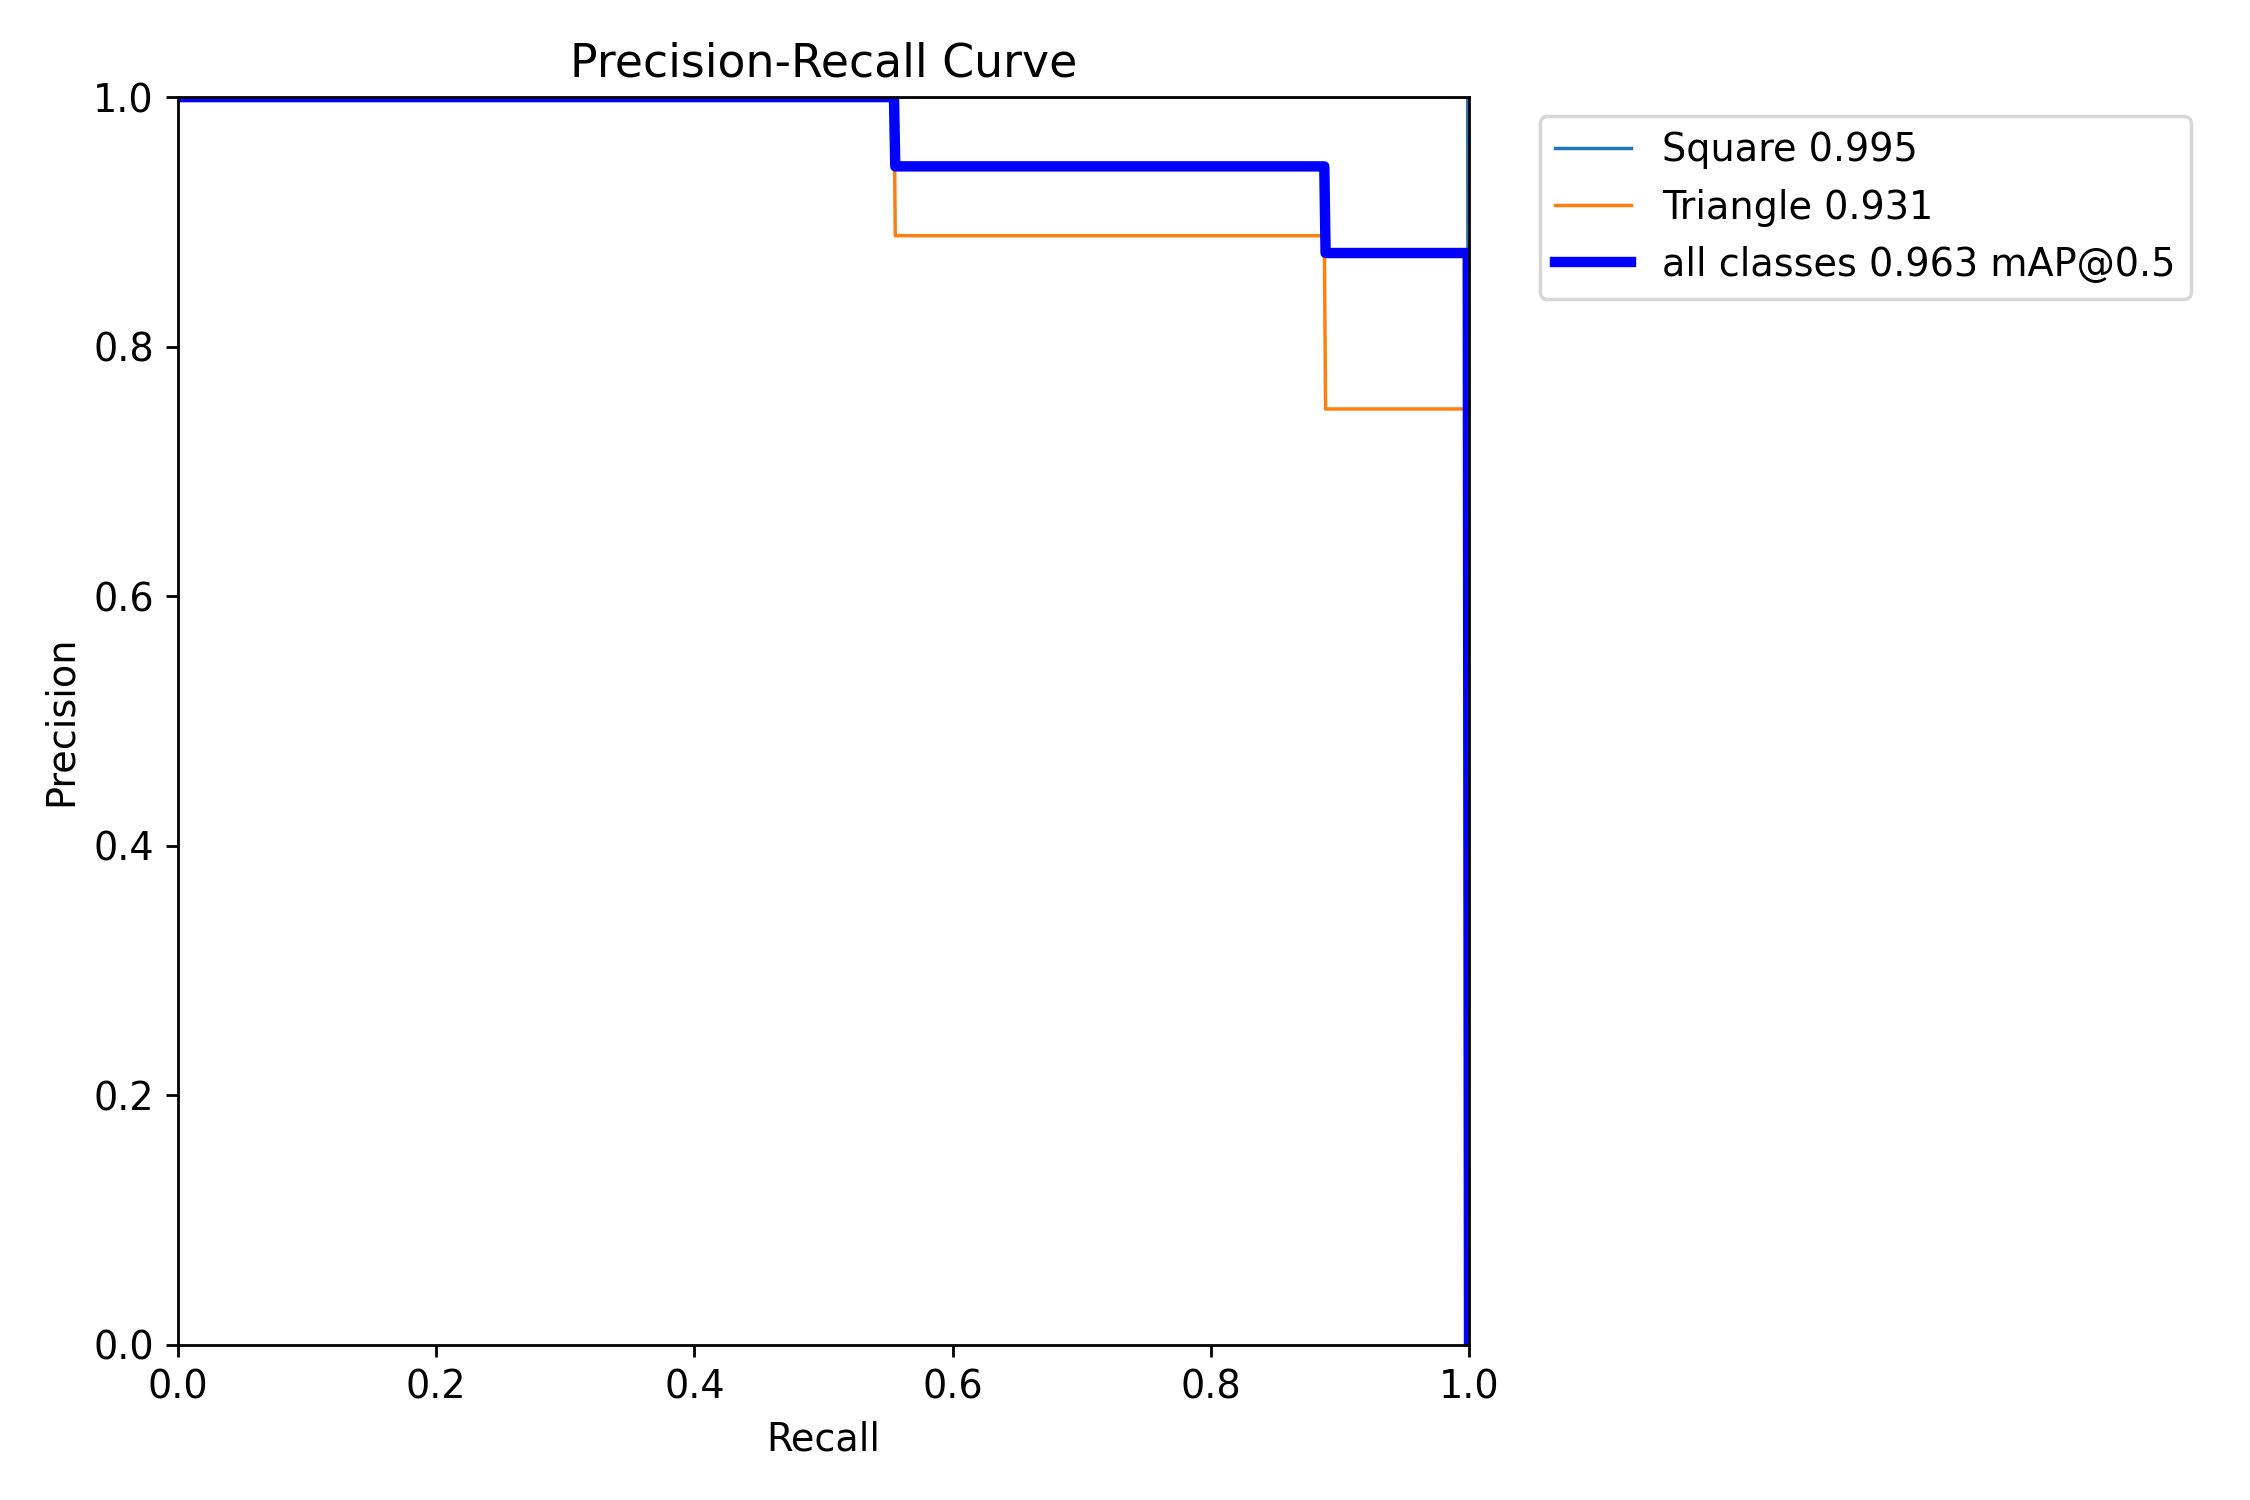 Precision-Recall Curve
1.0
0.8
0.6
0.4
0.2
0.0
Precision
0.0 0.2 0.4 0.6 0.8 1.0
Recall
Square 0.995
Triangle 0.931
all classes 0.963 mAP@0.5